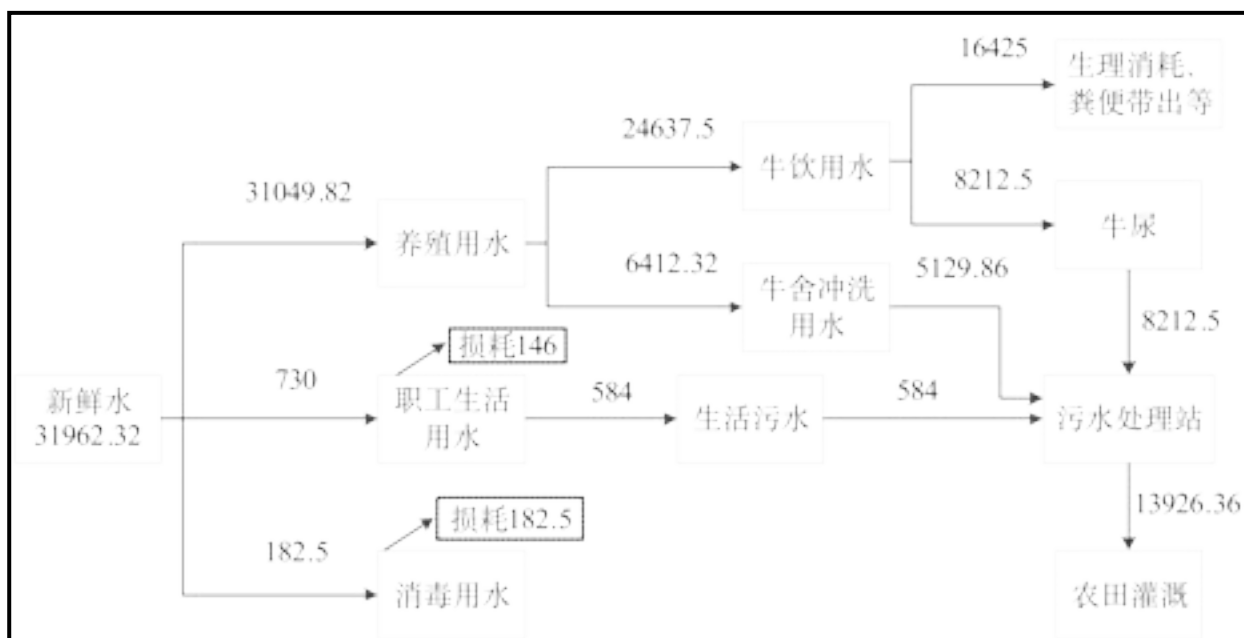 16425
生理消耗、
粪便带出等
24637.5
牛饮用水
8212.5
31049.82
养殖用水
牛尿
6412.32
牛舍冲洗
用水
5129.86
8212.5
损耗146
新鲜水
31962.32
730
职工生活
用水
584
生活污水
584
污水处理站
损耗182.5
13926.36
182.5
消毒用水
农田灌溉